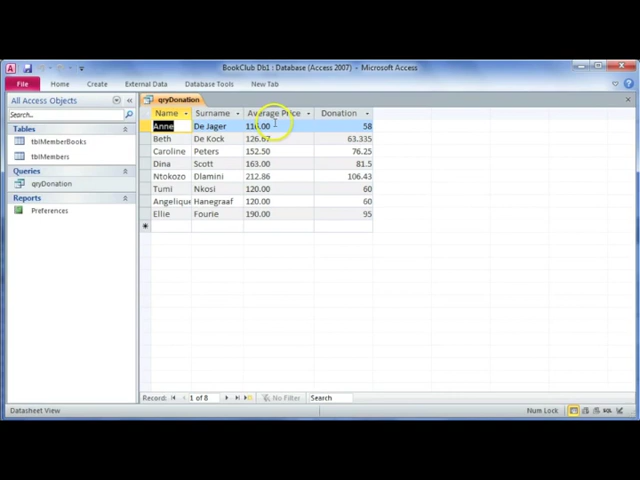 BookClub Db1 : Database (Access 2007) - Microsoft Access
File Home Create External Data Database Tools New Tab
All Access Objects
Search...
Tables
tblMemberBooks
tblMembers
Queries
qryDonation
Reports
Preferences
qryDonation
Name Surname Average Price Donation
Anne De Jager 116.00 58
Beth De Kock 126.67 63.335
Caroline Peters 152.50 76.25
Dina Scott 163.00 81.5
Ntokozo Dlamini 212.86 106.43
Tumi Nkosi 120.00 60
Angelique Hanegraaf 120.00 60
Ellie Fourie 190.00 95
Record: 1 of 8 No Filter Search
Datasheet View Num Lock SQL